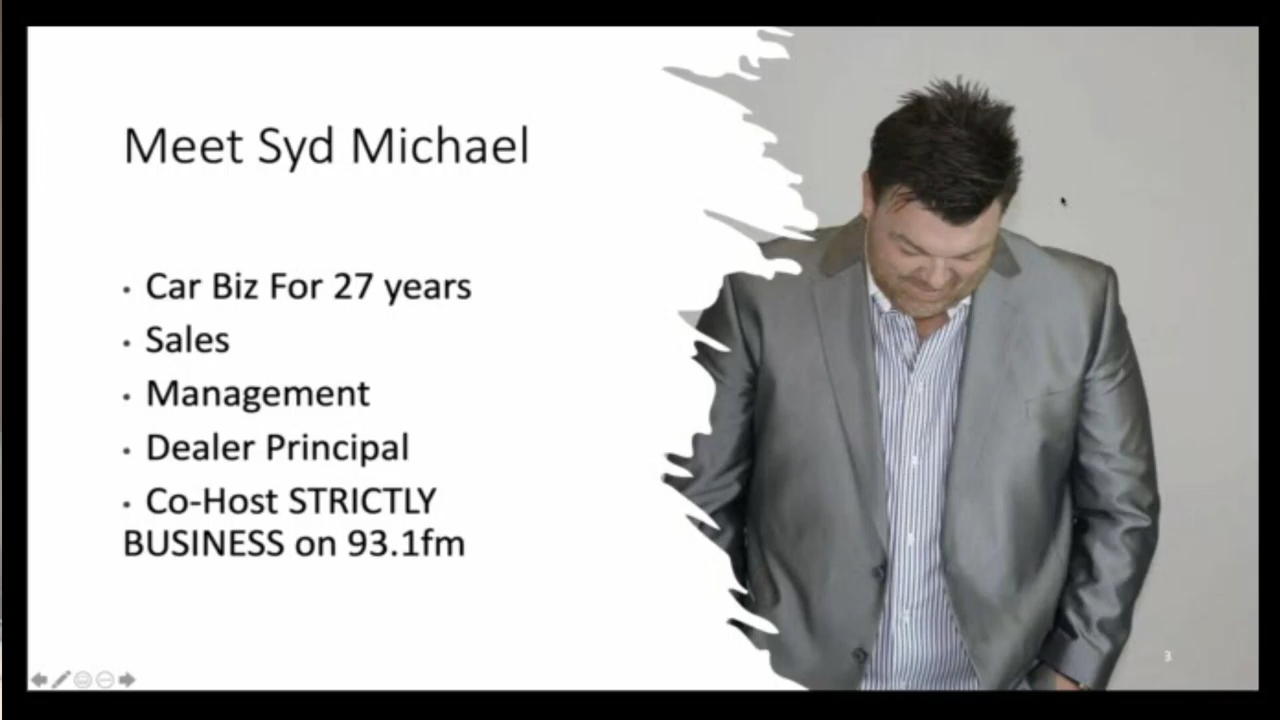 Meet Syd Michael
• Car Biz For 27 years
• Sales
• Management
• Dealer Principal
• Co-Host STRICTLY
BUSINESS on 93.1fm
3